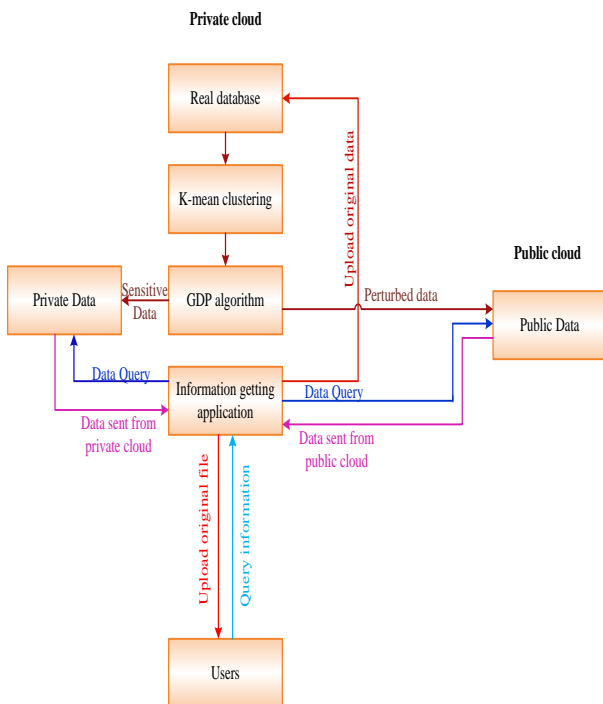 Private cloud
Real database
K-mean clustering
Upload original data
Public cloud
Private Data
Sensitive
Data
GDP algorithm
Perturbed data
Public Data
Data Query
Information getting
application
Data Query
Data sent from
private cloud
Data sent from
public cloud
Upload original file
Query information
Users